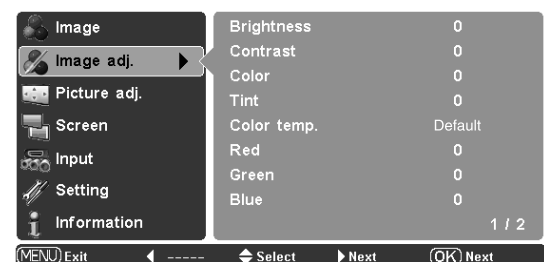 Image
Image adj.
Picture adj.
Screen
Input
Setting
Information
Brightness 0
Contrast 0
Color 0
Tint 0
Color temp. Default
Red 0
Green 0
Blue 0
1 / 2
MENU Exit ----- Select Next OK Next